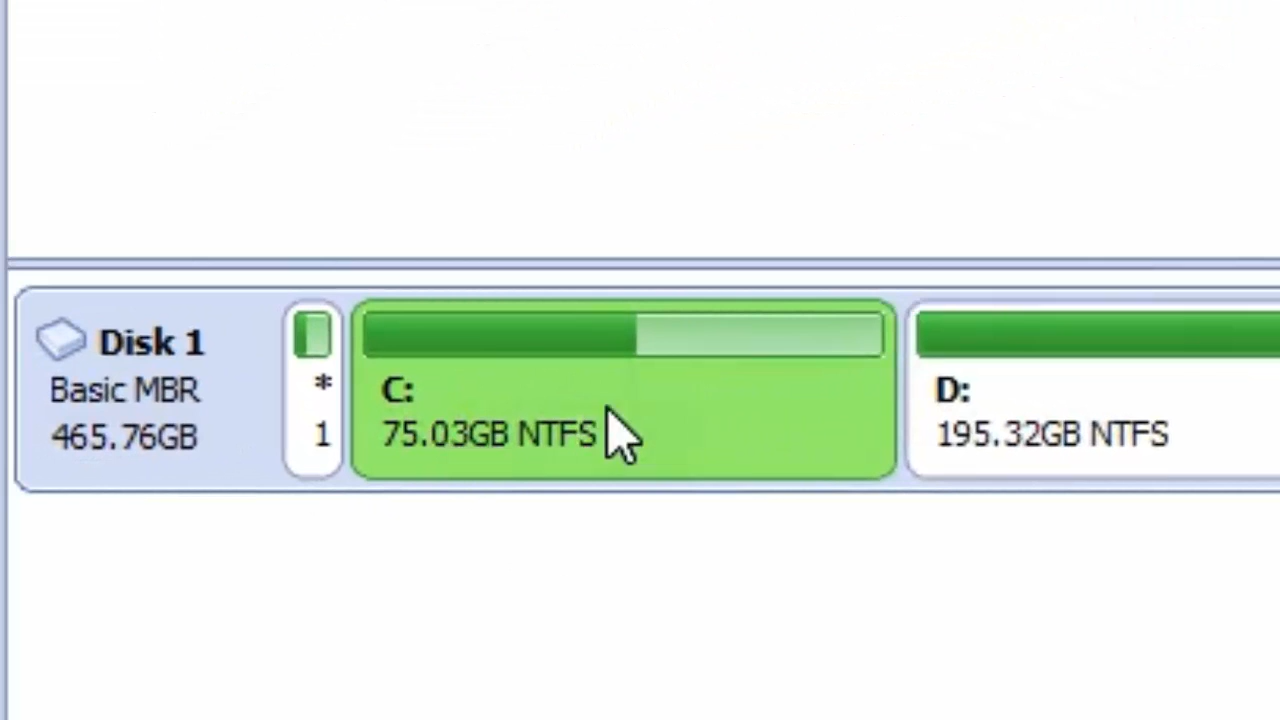 Disk 1
Basic MBR
465.76GB
*
1
C:
75.03GB NTFS
D:
195.32GB NTFS